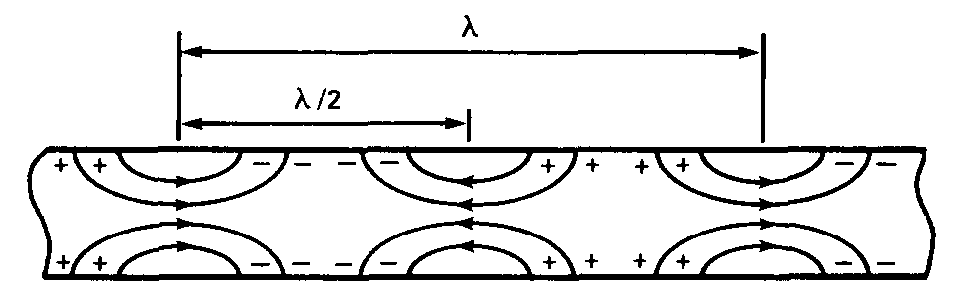 λ
λ/2
+ + − − − − + + + + − −
+ + − − − − + + + + − −